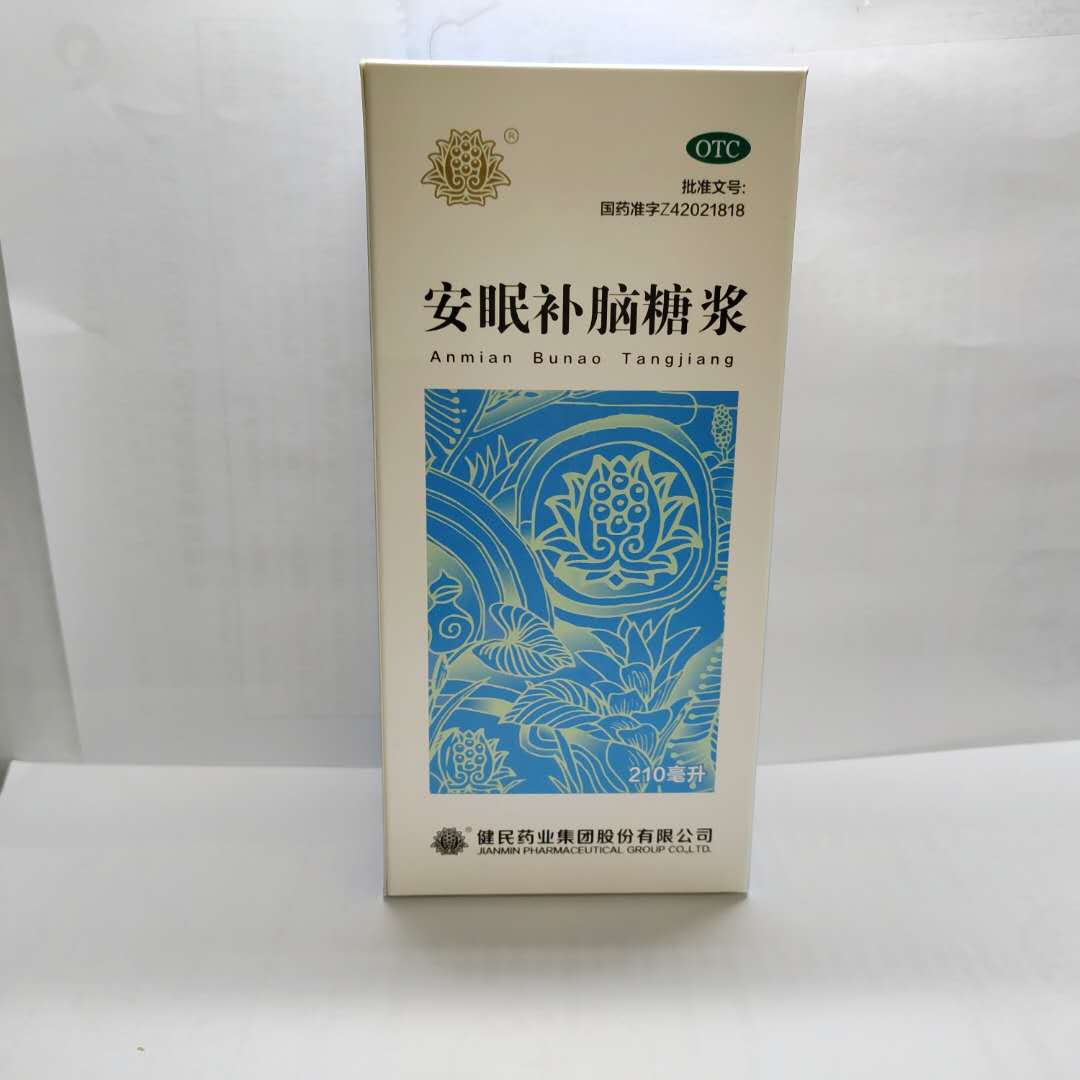 ®
OTC
批准文号:
国药准字Z42021818
安眠补脑糖浆
Anmian Bunao Tangjiang
210毫升
®
健民药业集团股份有限公司
JIANMIN PHARMACEUTICAL GROUP CO.,LTD.